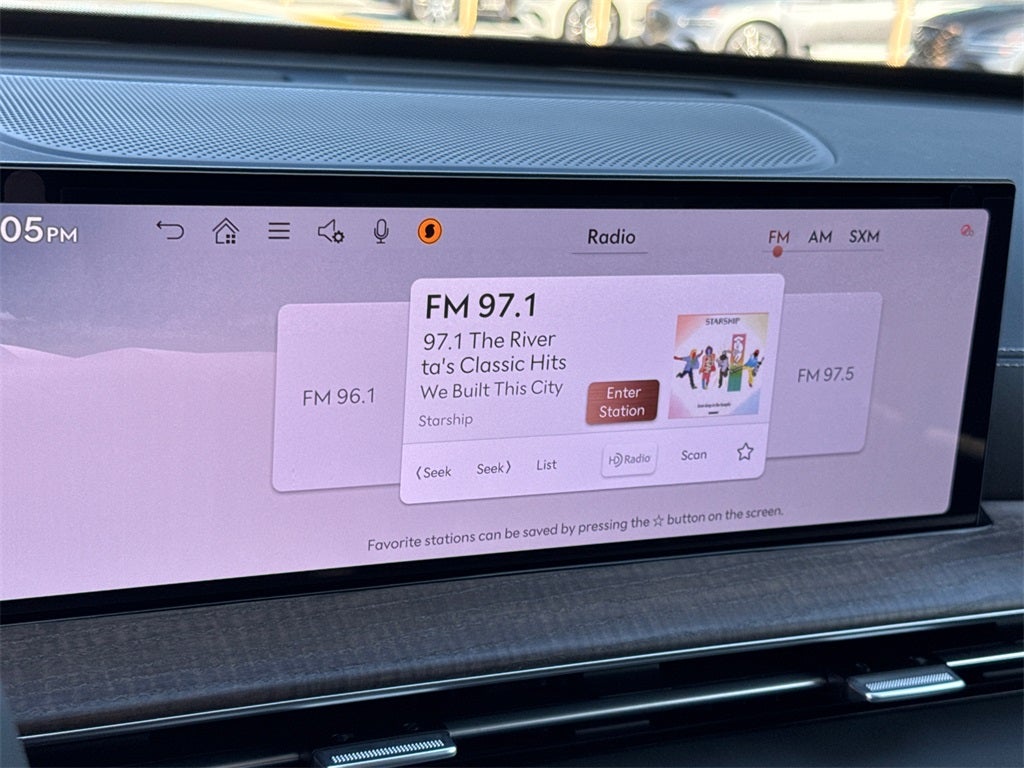 05 PM
Radio
FM AM SXM
FM 97.1
97.1 The River
ta's Classic Hits
We Built This City
Starship
Enter
Station
STARSHIP
FM 96.1
FM 97.5
⟨Seek Seek⟩ List HD Radio Scan ☆
Favorite stations can be saved by pressing the ☆ button on the screen.